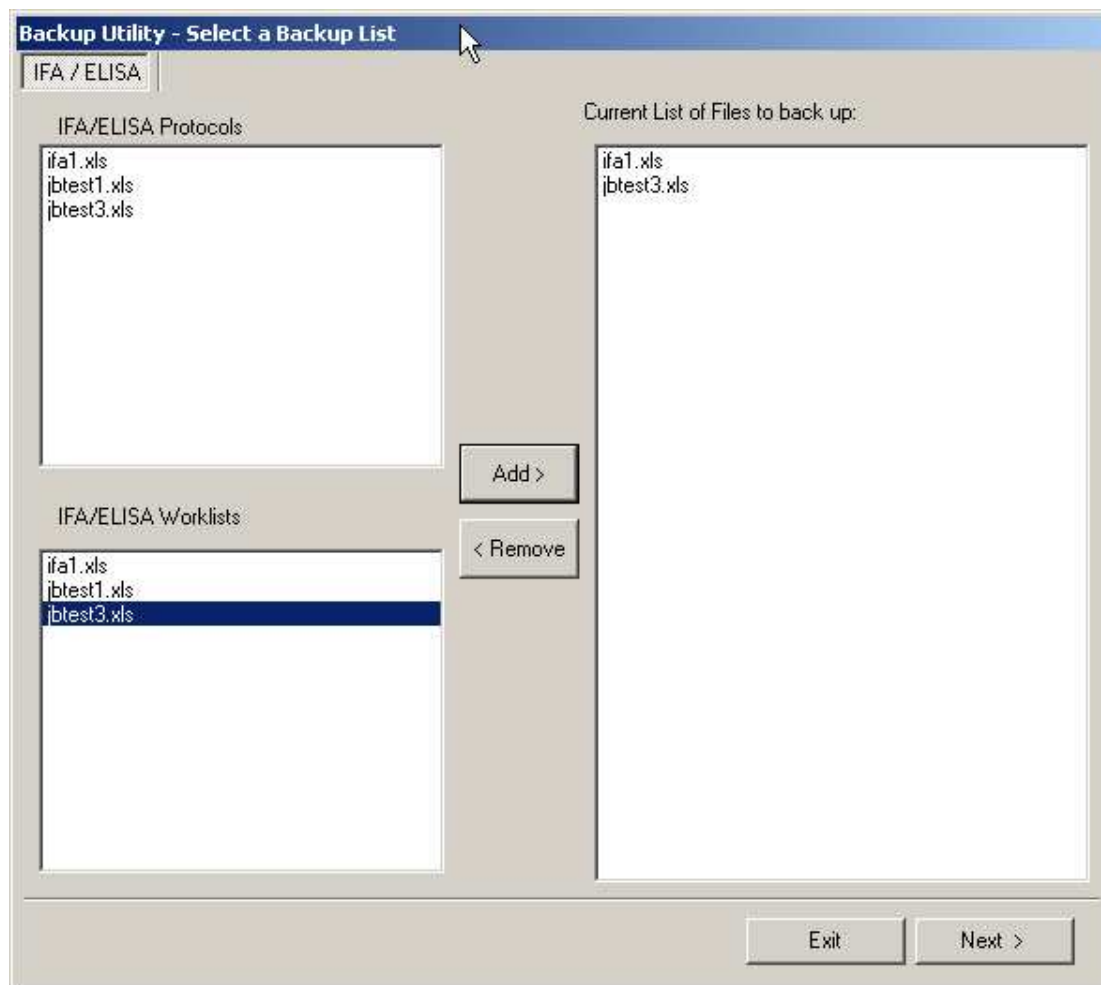 Backup Utility - Select a Backup List
IFA / ELISA
IFA/ELISA Protocols
ifa1.xls
jbtest1.xls
jbtest3.xls
IFA/ELISA Worklists
ifa1.xls
jbtest1.xls
jbtest3.xls
Add >
< Remove
Current List of Files to back up:
ifa1.xls
jbtest3.xls
Exit
Next >